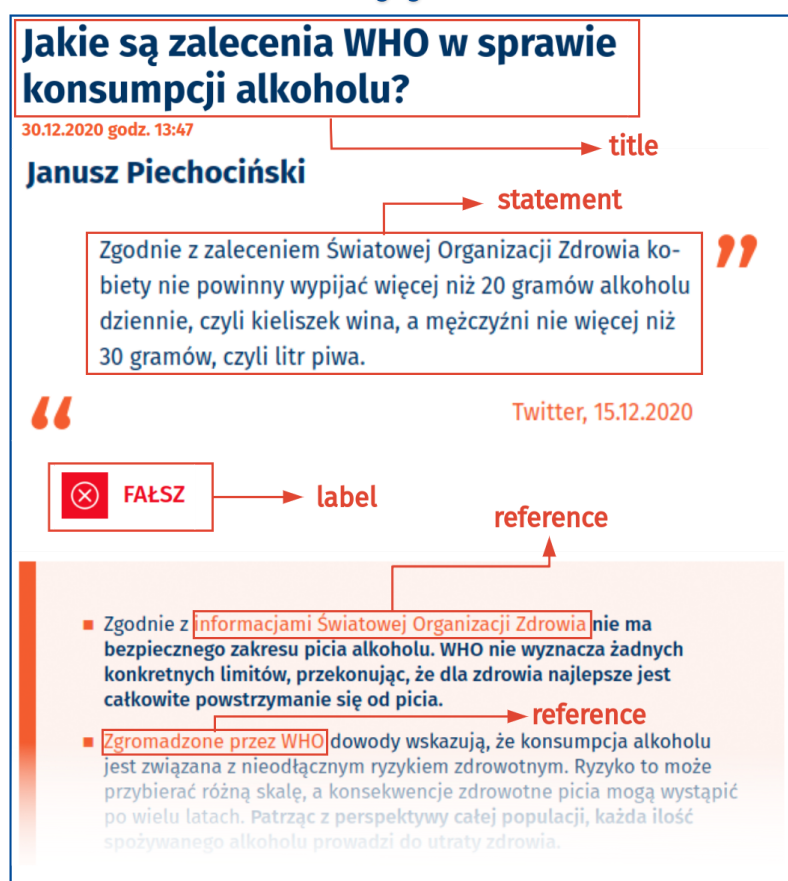 Jakie są zalecenia WHO w sprawie
konsumpcji alkoholu?
30.12.2020 godz. 13:47
title
Janusz Piechociński
statement
Zgodnie z zaleceniem Światowej Organizacji Zdrowia ko-
biety nie powinny wypijać więcej niż 20 gramów alkoholu
dziennie, czyli kieliszek wina, a mężczyźni nie więcej niż
30 gramów, czyli litr piwa.
”
“
Twitter, 15.12.2020
FAŁSZ
label
reference
Zgodnie z informacjami Światowej Organizacji Zdrowia nie ma
bezpiecznego zakresu picia alkoholu. WHO nie wyznacza żadnych
konkretnych limitów, przekonując, że dla zdrowia najlepsze jest
całkowite powstrzymanie się od picia.
reference
Zgromadzone przez WHO dowody wskazują, że konsumpcja alkoholu
jest związana z nieodłącznym ryzykiem zdrowotnym. Ryzyko to może
przybierać różną skalę, a konsekwencje zdrowotne picia mogą wystąpić
po wielu latach. Patrząc z perspektywy całej populacji, każda ilość
spożywanego alkoholu prowadzi do utraty zdrowia.